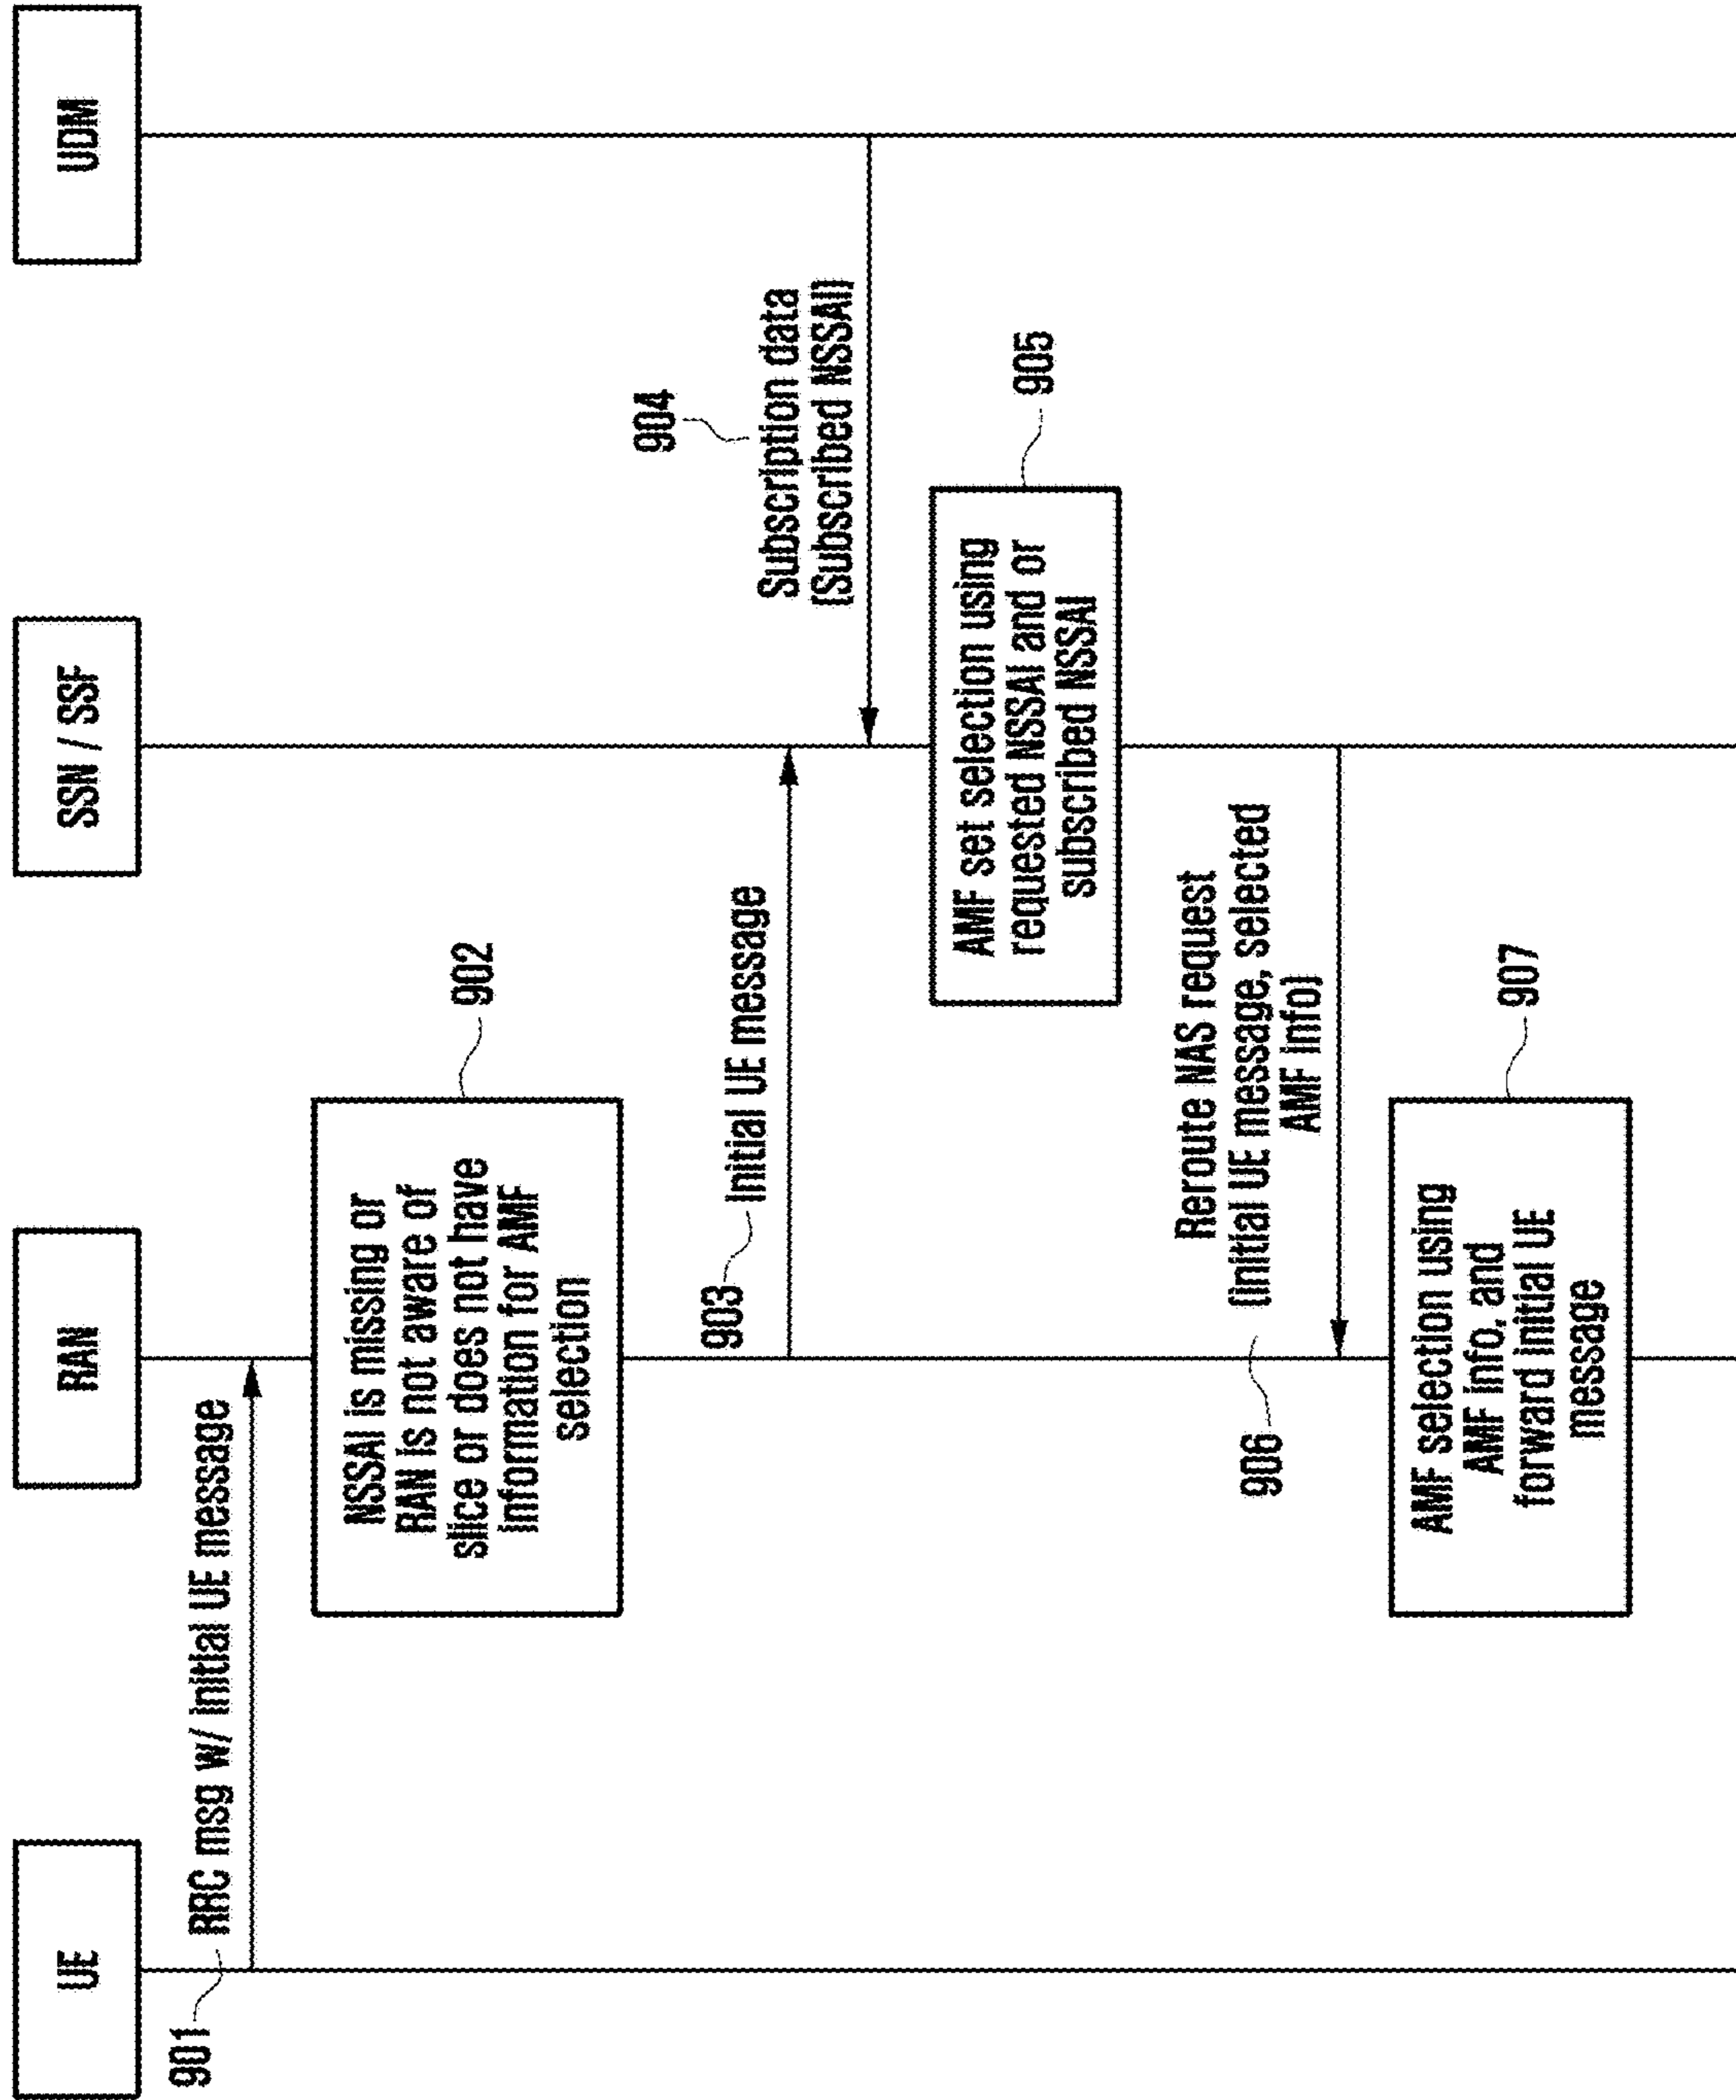 UE
RAN
SSN / SSF
UDM
901
RRC msg w/ initial UE message
NSSAI is missing or
RAN is not aware of
slice or does not have
information for AMF
selection
902
903
Initial UE message
904
Subscription data
(Subscribed NSSAI)
AMF set selection using
requested NSSAI and or
subscribed NSSAI
905
906
Reroute NAS request
(initial UE message, selected
AMF info)
AMF selection using
AMF info, and
forward initial UE
message
907